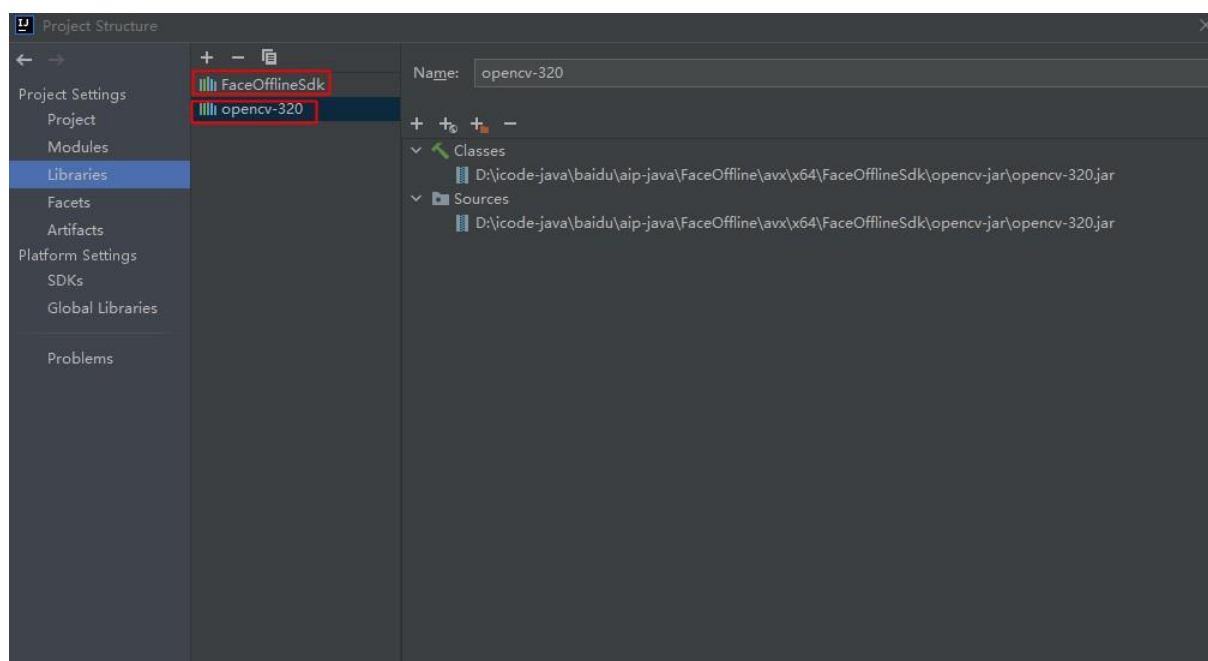 Project Structure
Project Settings
Project
Modules
Libraries
Facets
Artifacts
Platform Settings
SDKs
Global Libraries
Problems
FaceOfflineSdk
opencv-320
Name: opencv-320
Classes
D:\icode-java\baidu\aip-java\FaceOffline\avx\x64\FaceOfflineSdk\opencv-jar\opencv-320.jar
Sources
D:\icode-java\baidu\aip-java\FaceOffline\avx\x64\FaceOfflineSdk\opencv-jar\opencv-320.jar